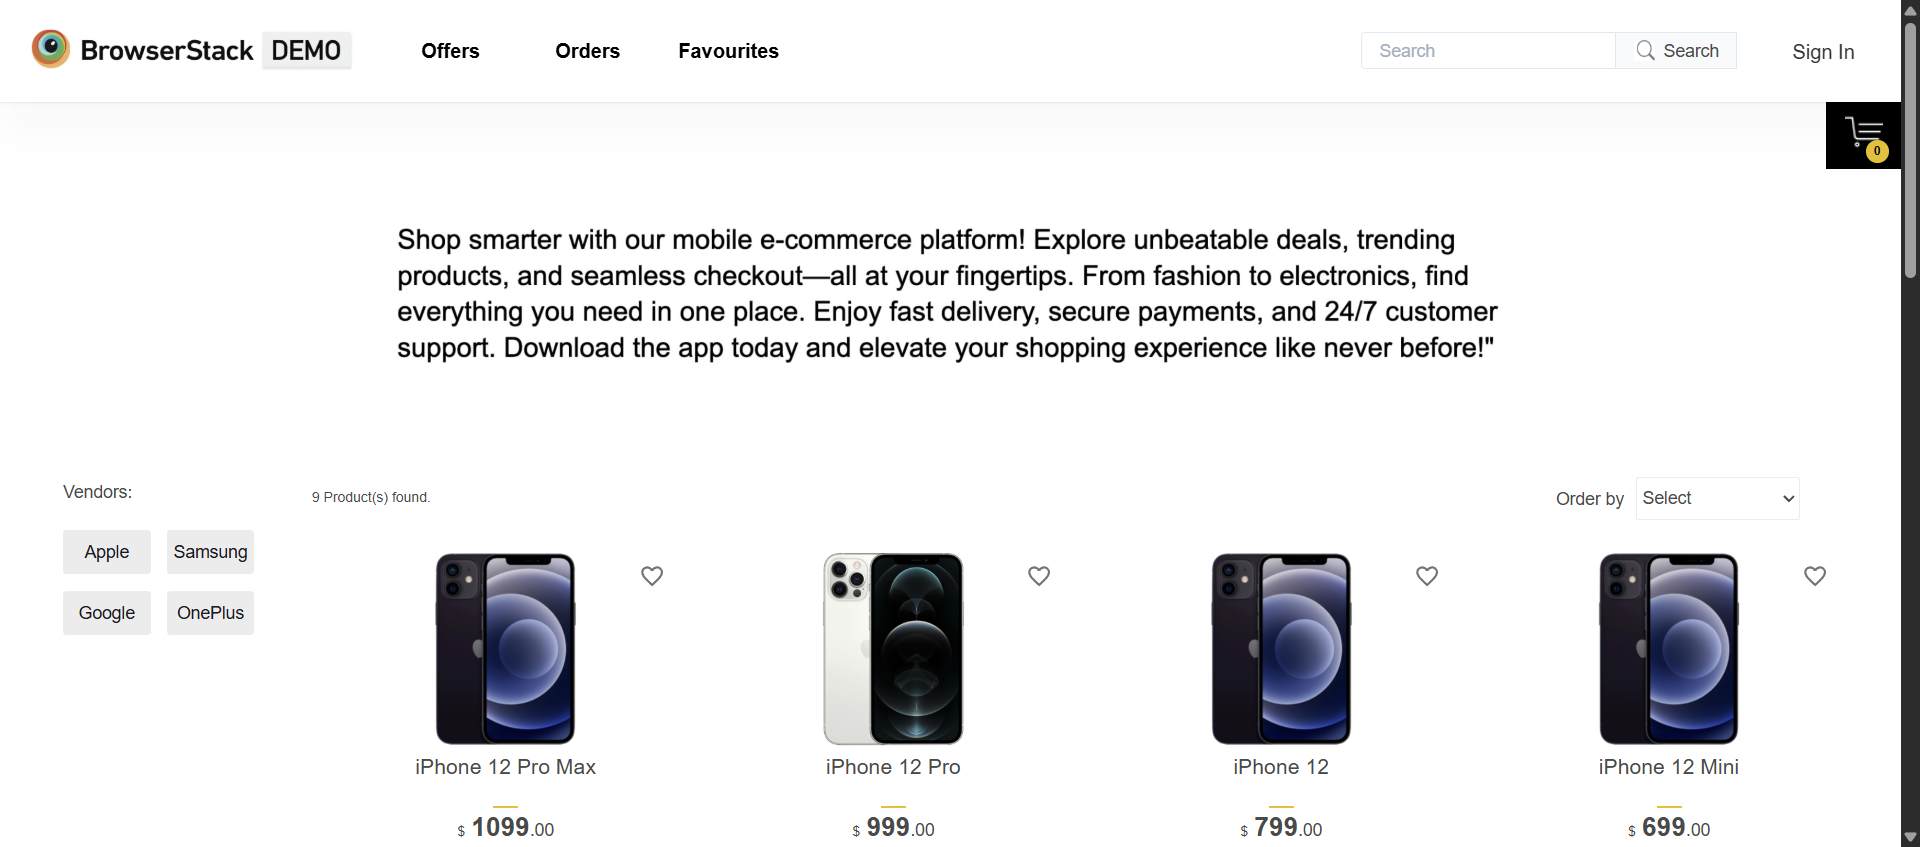 BrowserStack DEMO
Offers
Orders
Favourites
Search
Search
Sign In
0
Shop smarter with our mobile e-commerce platform! Explore unbeatable deals, trending
products, and seamless checkout—all at your fingertips. From fashion to electronics, find
everything you need in one place. Enjoy fast delivery, secure payments, and 24/7 customer
support. Download the app today and elevate your shopping experience like never before!"
Vendors:
9 Product(s) found.
Order by
Select
Apple
Samsung
Google
OnePlus
iPhone 12 Pro Max
iPhone 12 Pro
iPhone 12
iPhone 12 Mini
$ 1099.00
$ 999.00
$ 799.00
$ 699.00